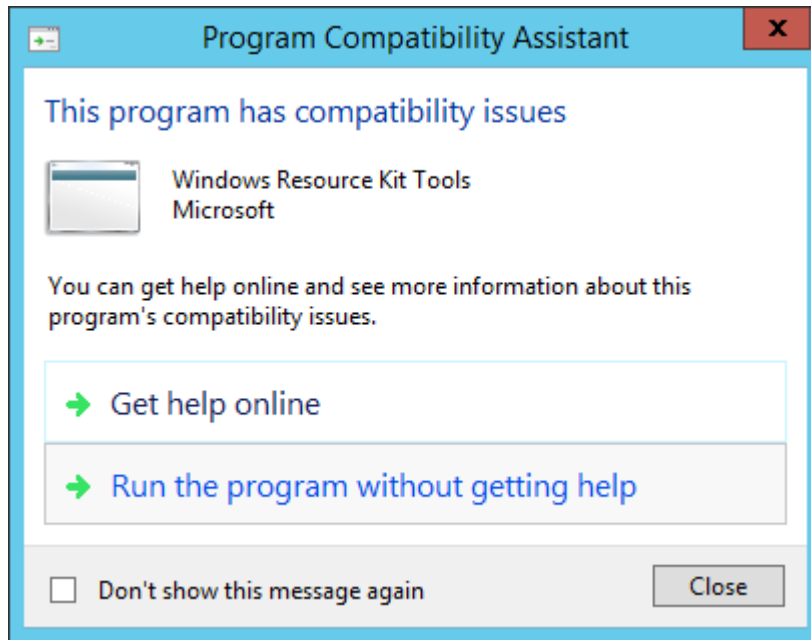 Program Compatibility Assistant
x
This program has compatibility issues
Windows Resource Kit Tools
Microsoft
You can get help online and see more information about this
program's compatibility issues.
Get help online
Run the program without getting help
Don't show this message again
Close